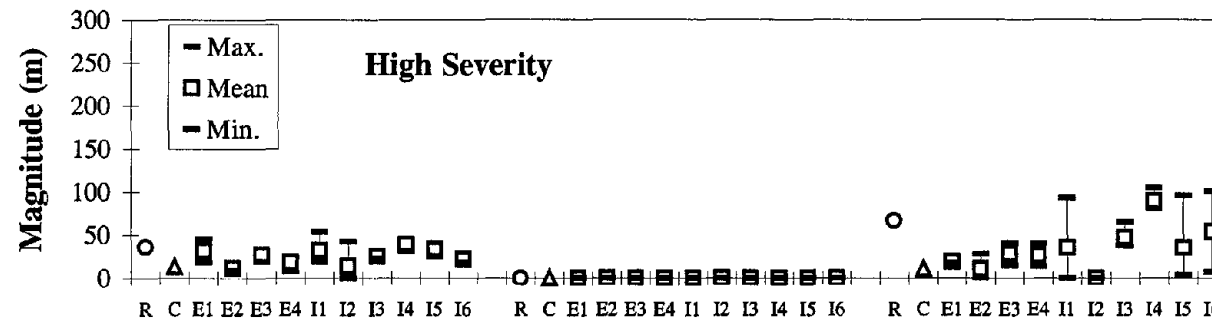 300
Magnitude (m)
250
200
150
100
50
0
Max.
Mean
Min.
High Severity
R C E1 E2 E3 E4 I1 I2 I3 I4 I5 I6 R C E1 E2 E3 E4 I1 I2 I3 I4 I5 I6 R C E1 E2 E3 E4 I1 I2 I3 I4 I5 I6